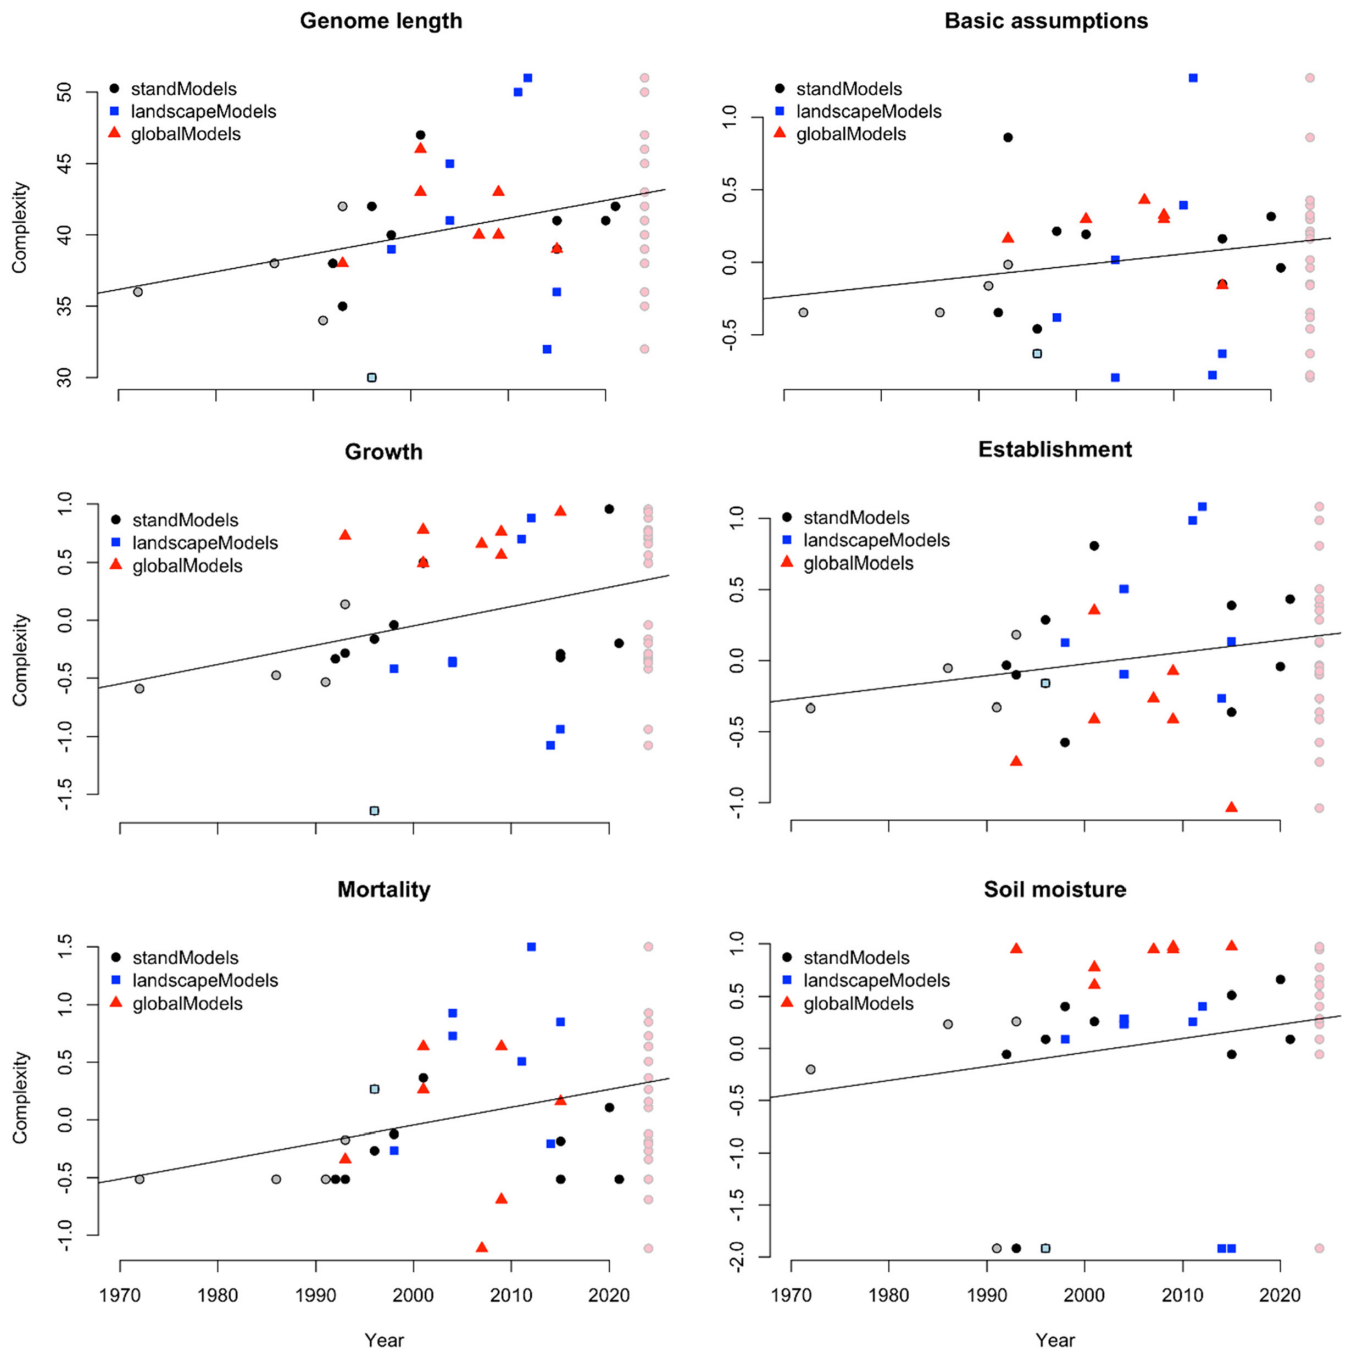 Genome length
Complexity
50
45
40
35
30
standModels
landscapeModels
globalModels
Basic assumptions
1.0
0.5
0.0
-0.5
standModels
landscapeModels
globalModels
Growth
Complexity
1.0
0.5
0.0
-0.5
-1.0
-1.5
standModels
landscapeModels
globalModels
Establishment
1.0
0.5
0.0
-0.5
-1.0
standModels
landscapeModels
globalModels
Mortality
Complexity
1.5
1.0
0.5
0.0
-0.5
-1.0
standModels
landscapeModels
globalModels
1970 1980 1990 2000 2010 2020
Year
Soil moisture
1.0
0.5
0.0
-0.5
-1.0
-1.5
-2.0
standModels
landscapeModels
globalModels
1970 1980 1990 2000 2010 2020
Year